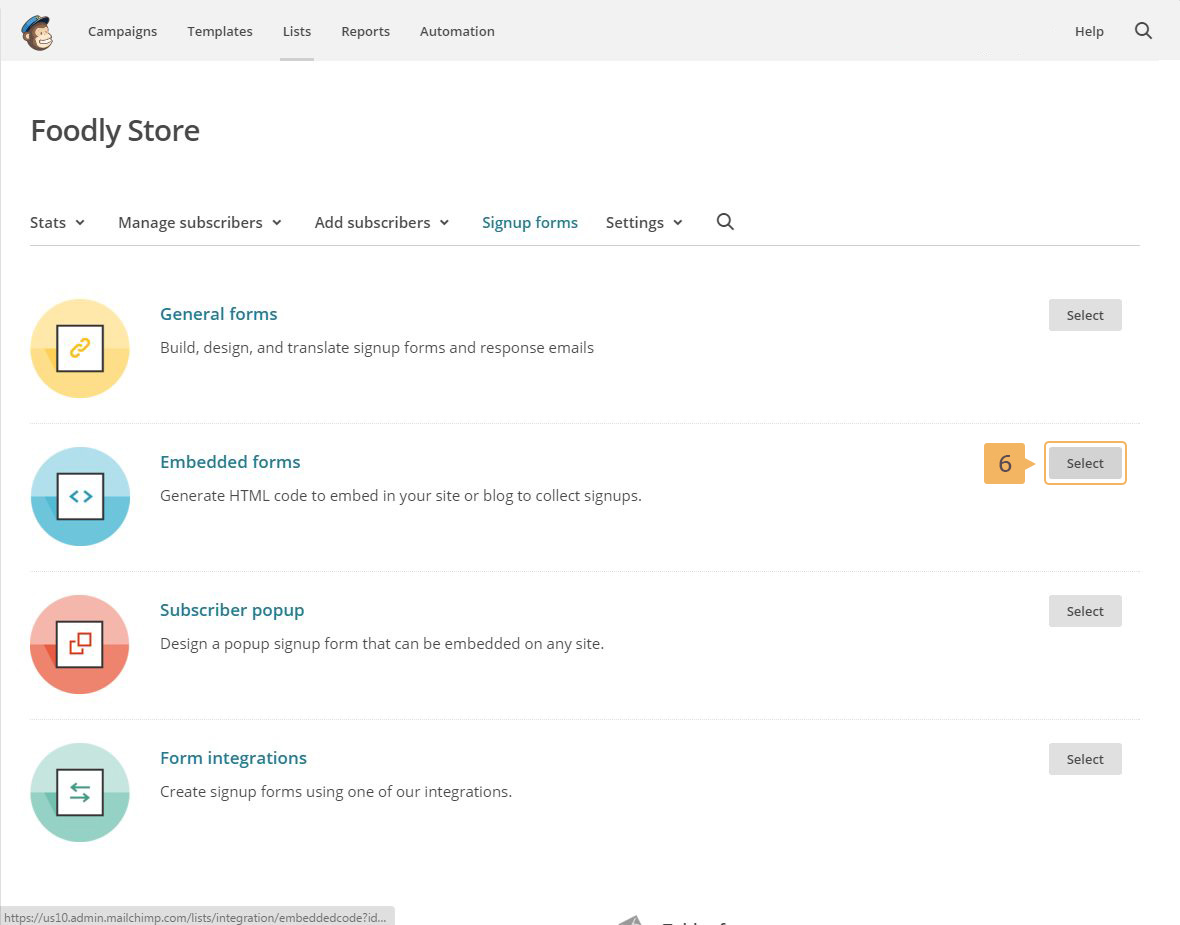 Campaigns Templates Lists Reports Automation Help
Foodly Store
Stats Manage subscribers Add subscribers Signup forms Settings
General forms Select
Build, design, and translate signup forms and response emails
Embedded forms 6 Select
Generate HTML code to embed in your site or blog to collect signups.
Subscriber popup Select
Design a popup signup form that can be embedded on any site.
Form integrations Select
Create signup forms using one of our integrations.
https://us10.admin.mailchimp.com/lists/integration/embeddedcode?id...